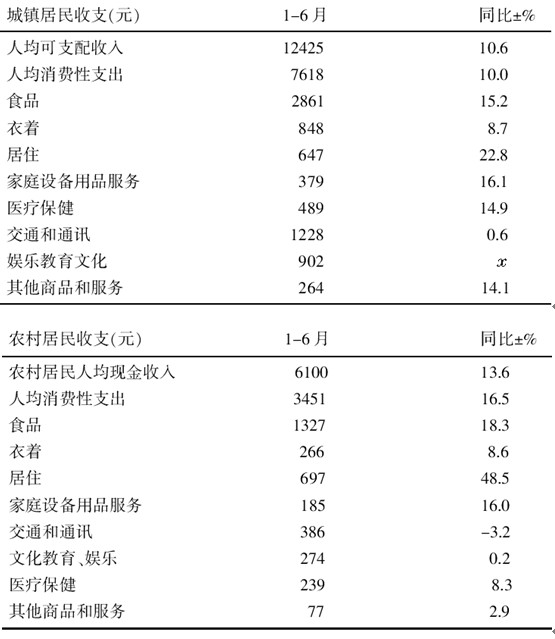 城镇居民收支(元) 1-6月 同比±%
人均可支配收入 12425 10.6
人均消费性支出 7618 10.0
食品 2861 15.2
衣着 848 8.7
居住 647 22.8
家庭设备用品服务 379 16.1
医疗保健 489 14.9
交通和通讯 1228 0.6
娱乐教育文化 902 x
其他商品和服务 264 14.1
农村居民收支(元) 1-6月 同比±%
农村居民人均现金收入 6100 13.6
人均消费性支出 3451 16.5
食品 1327 18.3
衣着 266 8.6
居住 697 48.5
家庭设备用品服务 185 16.0
交通和通讯 386 -3.2
文化教育、娱乐 274 0.2
医疗保健 239 8.3
其他商品和服务 77 2.9